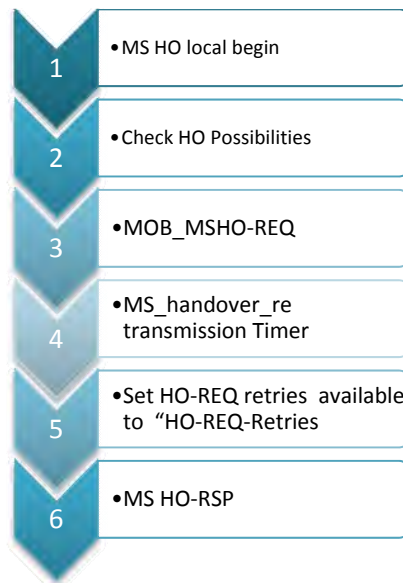 1
•MS HO local begin
2
•Check HO Possibilities
3
•MOB_MSHO-REQ
4
•MS_handover_re
transmission Timer
5
•Set HO-REQ retries available
to “HO-REQ-Retries
6
•MS HO-RSP